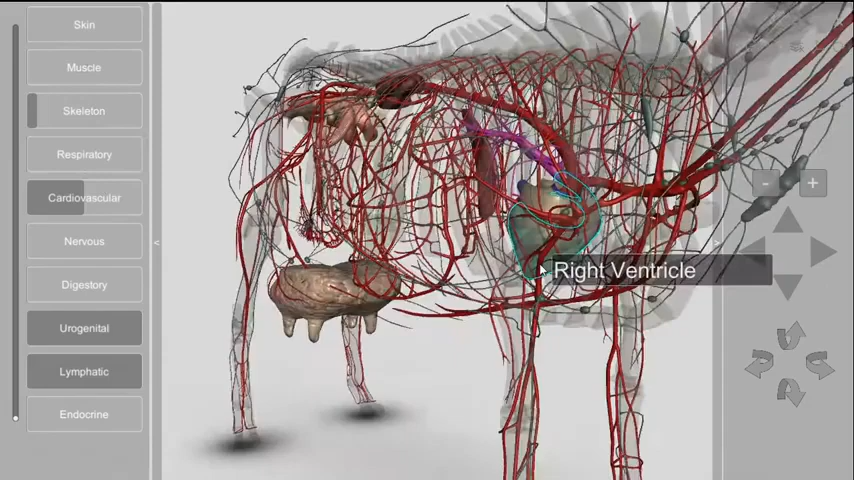 Skin
Muscle
Skeleton
Respiratory
Cardiovascular
Nervous
Digestory
Urogenital
Lymphatic
Endocrine
Right Ventricle